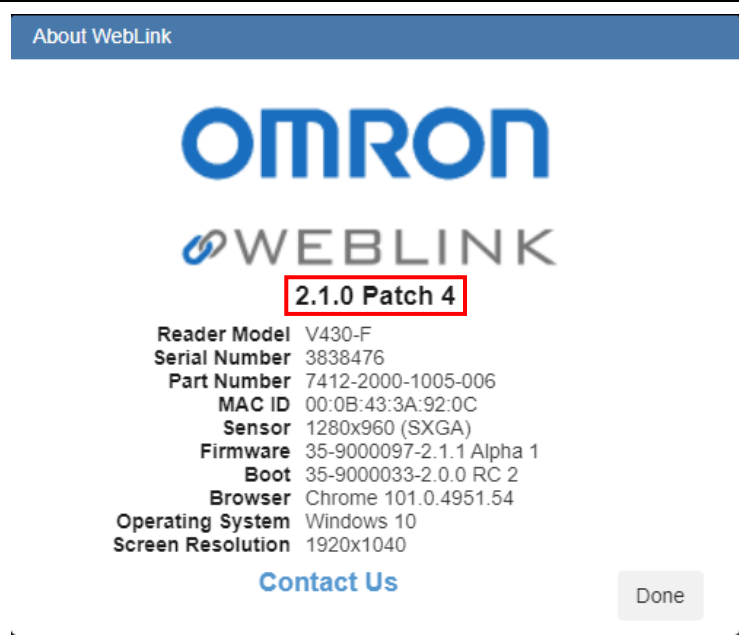 About WebLink
OMRON
WEBLINK
2.1.0 Patch 4
Reader Model V430-F
Serial Number 3838476
Part Number 7412-2000-1005-006
MAC ID 00:0B:43:3A:92:0C
Sensor 1280x960 (SXGA)
Firmware 35-9000097-2.1.1 Alpha 1
Boot 35-9000033-2.0.0 RC 2
Browser Chrome 101.0.4951.54
Operating System Windows 10
Screen Resolution 1920x1040
Contact Us
Done